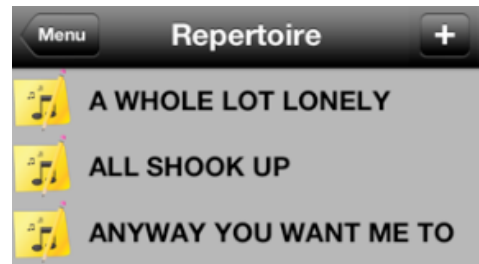 Menu Repertoire +
A WHOLE LOT LONELY
ALL SHOOK UP
ANYWAY YOU WANT ME TO